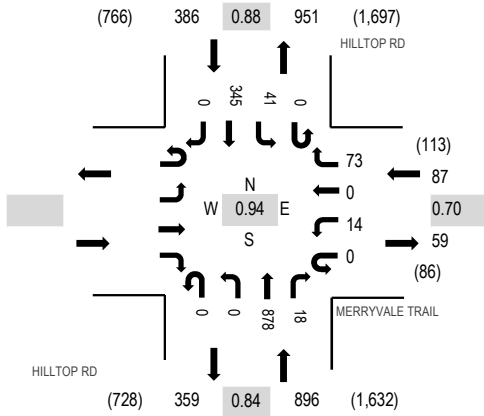 (766) 386 0.88 951 (1,697)
HILLTOP RD
0 345 41 0
73
(113)
87
0
N
W 0.94 E
S
0.70
14
59
0
(86)
0 0 878 18
MERRYVALE TRAIL
HILLTOP RD
(728) 359 0.84 896 (1,632)